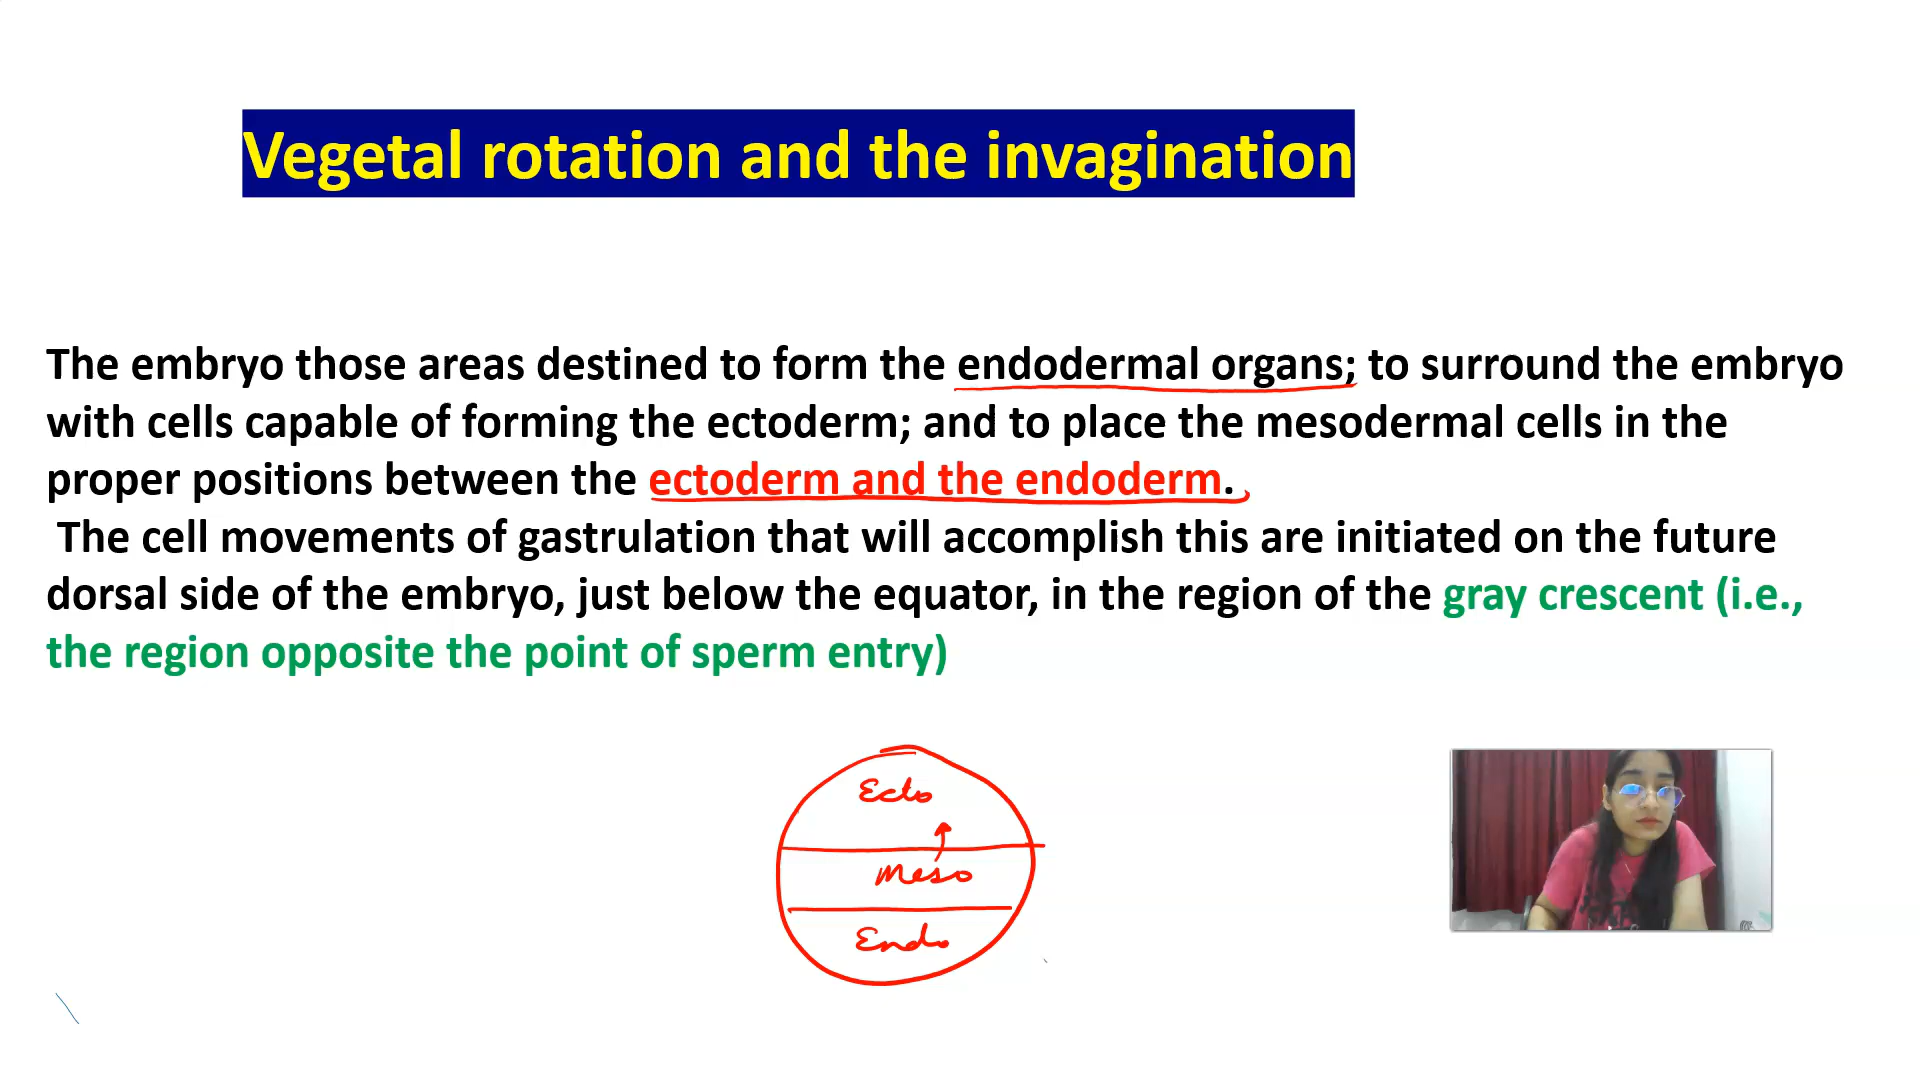 Vegetal rotation and the invagination
The embryo those areas destined to form the endodermal organs; to surround the embryo
with cells capable of forming the ectoderm; and to place the mesodermal cells in the
proper positions between the ectoderm and the endoderm.
The cell movements of gastrulation that will accomplish this are initiated on the future
dorsal side of the embryo, just below the equator, in the region of the gray crescent (i.e.,
the region opposite the point of sperm entry)
Ecto
Meso
Endo